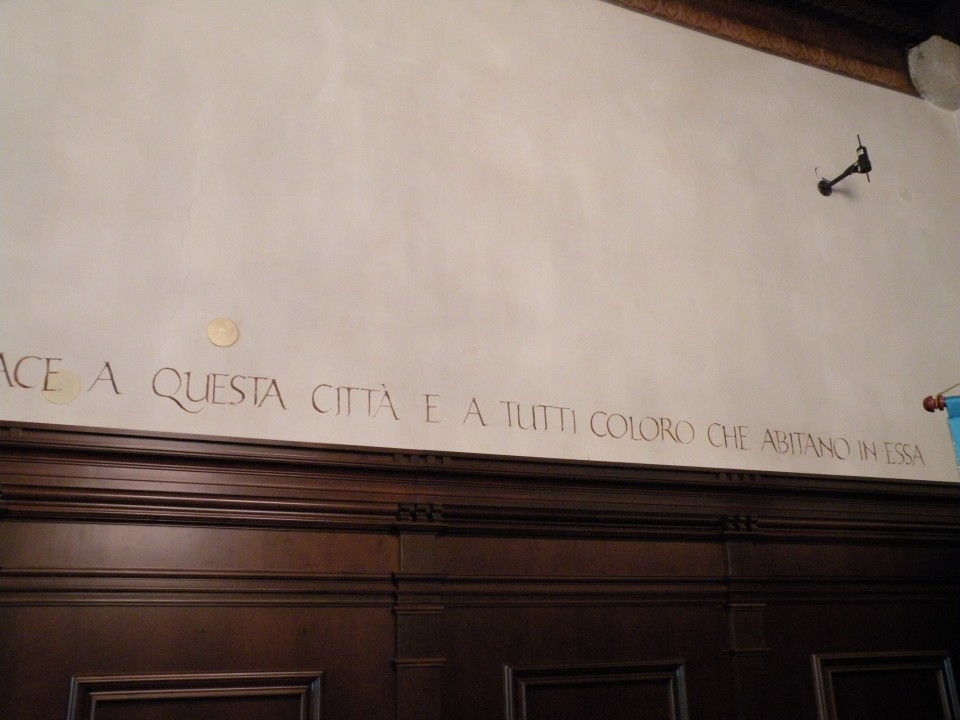 ACE A QUESTA CITTÀ E A TUTTI COLORO CHE ABITANO IN ESSA